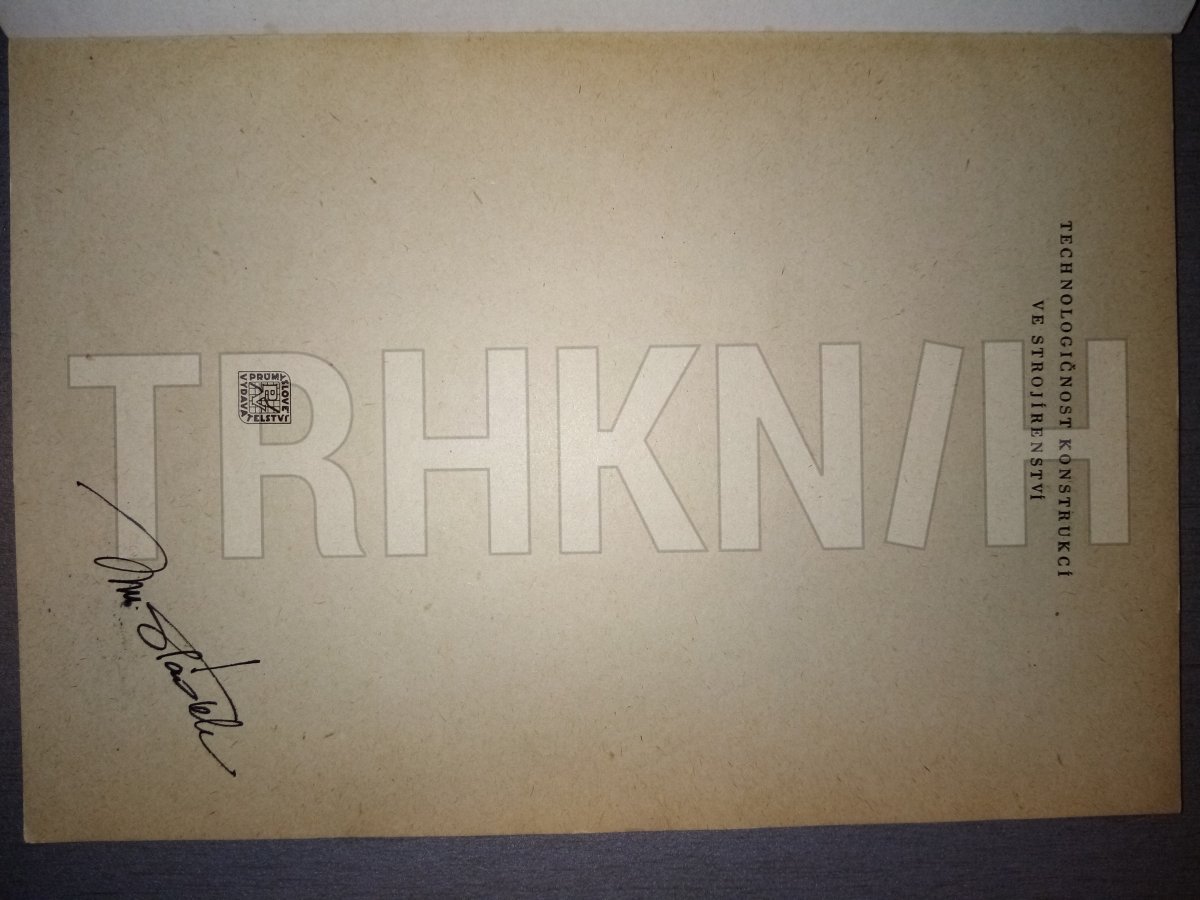 TECHNOLOGIČNOST KONSTRUKCÍ
VE STROJÍRENSTVÍ
PRŮMYSLOVÉ
VYDAVATELSTVÍ
TRHKN/H